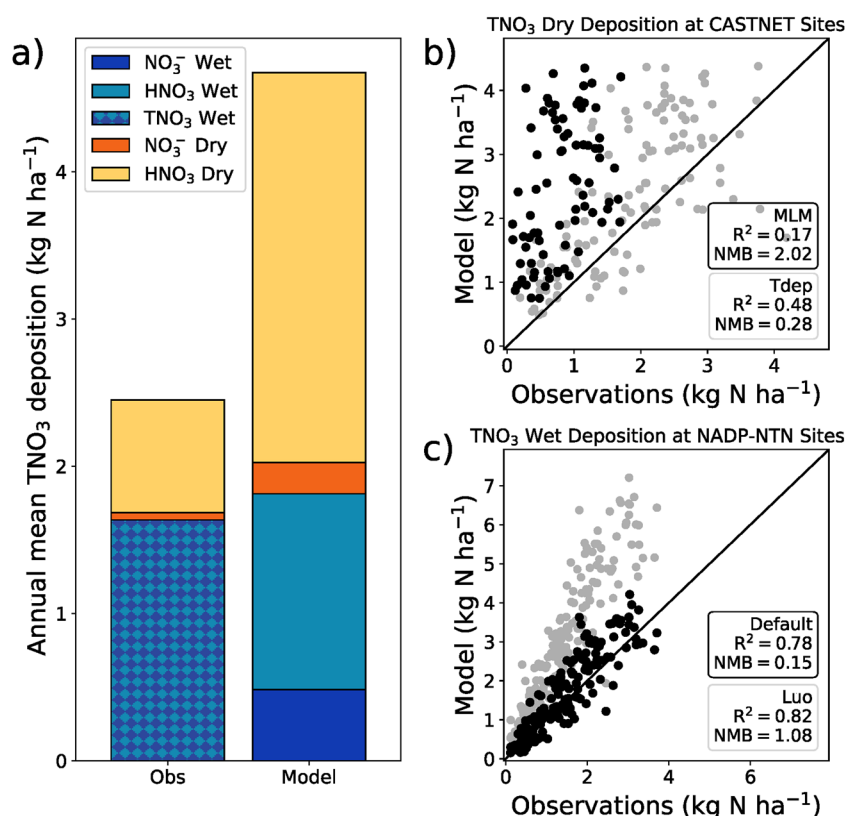 a)
Annual mean TNO₃ deposition (kg N ha⁻¹)
4
3
2
1
0
NO₃⁻ Wet
HNO₃ Wet
TNO₃ Wet
NO₃⁻ Dry
HNO₃ Dry
Obs
Model
b)
TNO₃ Dry Deposition at CASTNET Sites
Model (kg N ha⁻¹)
4
3
2
1
0
MLM
R² = 0.17
NMB = 2.02
Tdep
R² = 0.48
NMB = 0.28
0
1
2
3
4
Observations (kg N ha⁻¹)
c)
TNO₃ Wet Deposition at NADP-NTN Sites
Model (kg N ha⁻¹)
7
6
5
4
3
2
1
0
Default
R² = 0.78
NMB = 0.15
Luo
R² = 0.82
NMB = 1.08
0
2
4
6
Observations (kg N ha⁻¹)